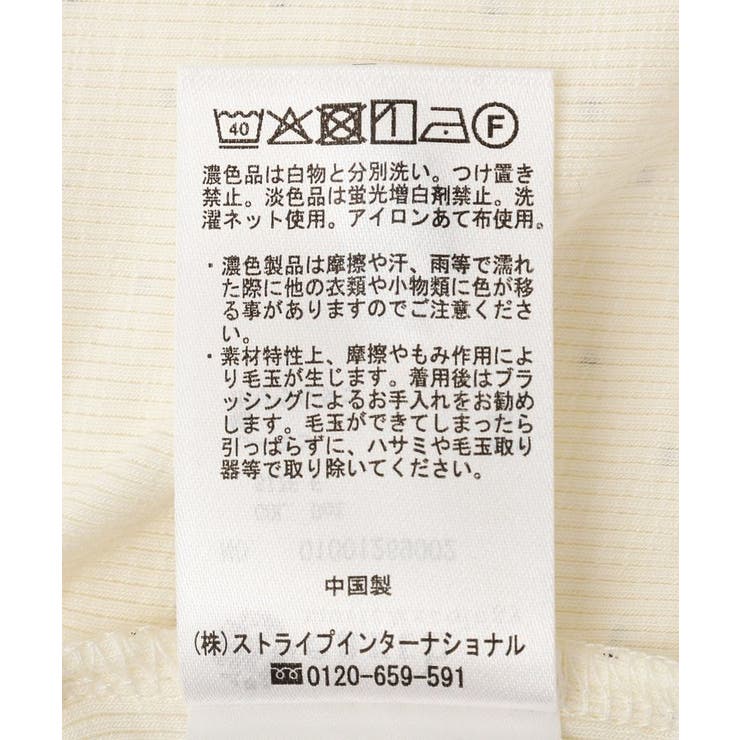 40 F
濃色品は白物と分別洗い。つけ置き
禁止。淡色品は蛍光増白剤禁止。洗
濯ネット使用。アイロンあて布使用。
・濃色製品は摩擦や汗、雨等で濡れ
た際に他の衣類や小物類に色が移
る事がありますのでご注意くださ
い。
・素材特性上、摩擦やもみ作用によ
り毛玉が生じます。着用後はブラ
ッシングによるお手入れをお勧め
します。毛玉ができてしまったら
引っぱらずに、ハサミや毛玉取り
器等で取り除いてください。
中国製
(株)ストライプインターナショナル
0120-659-591